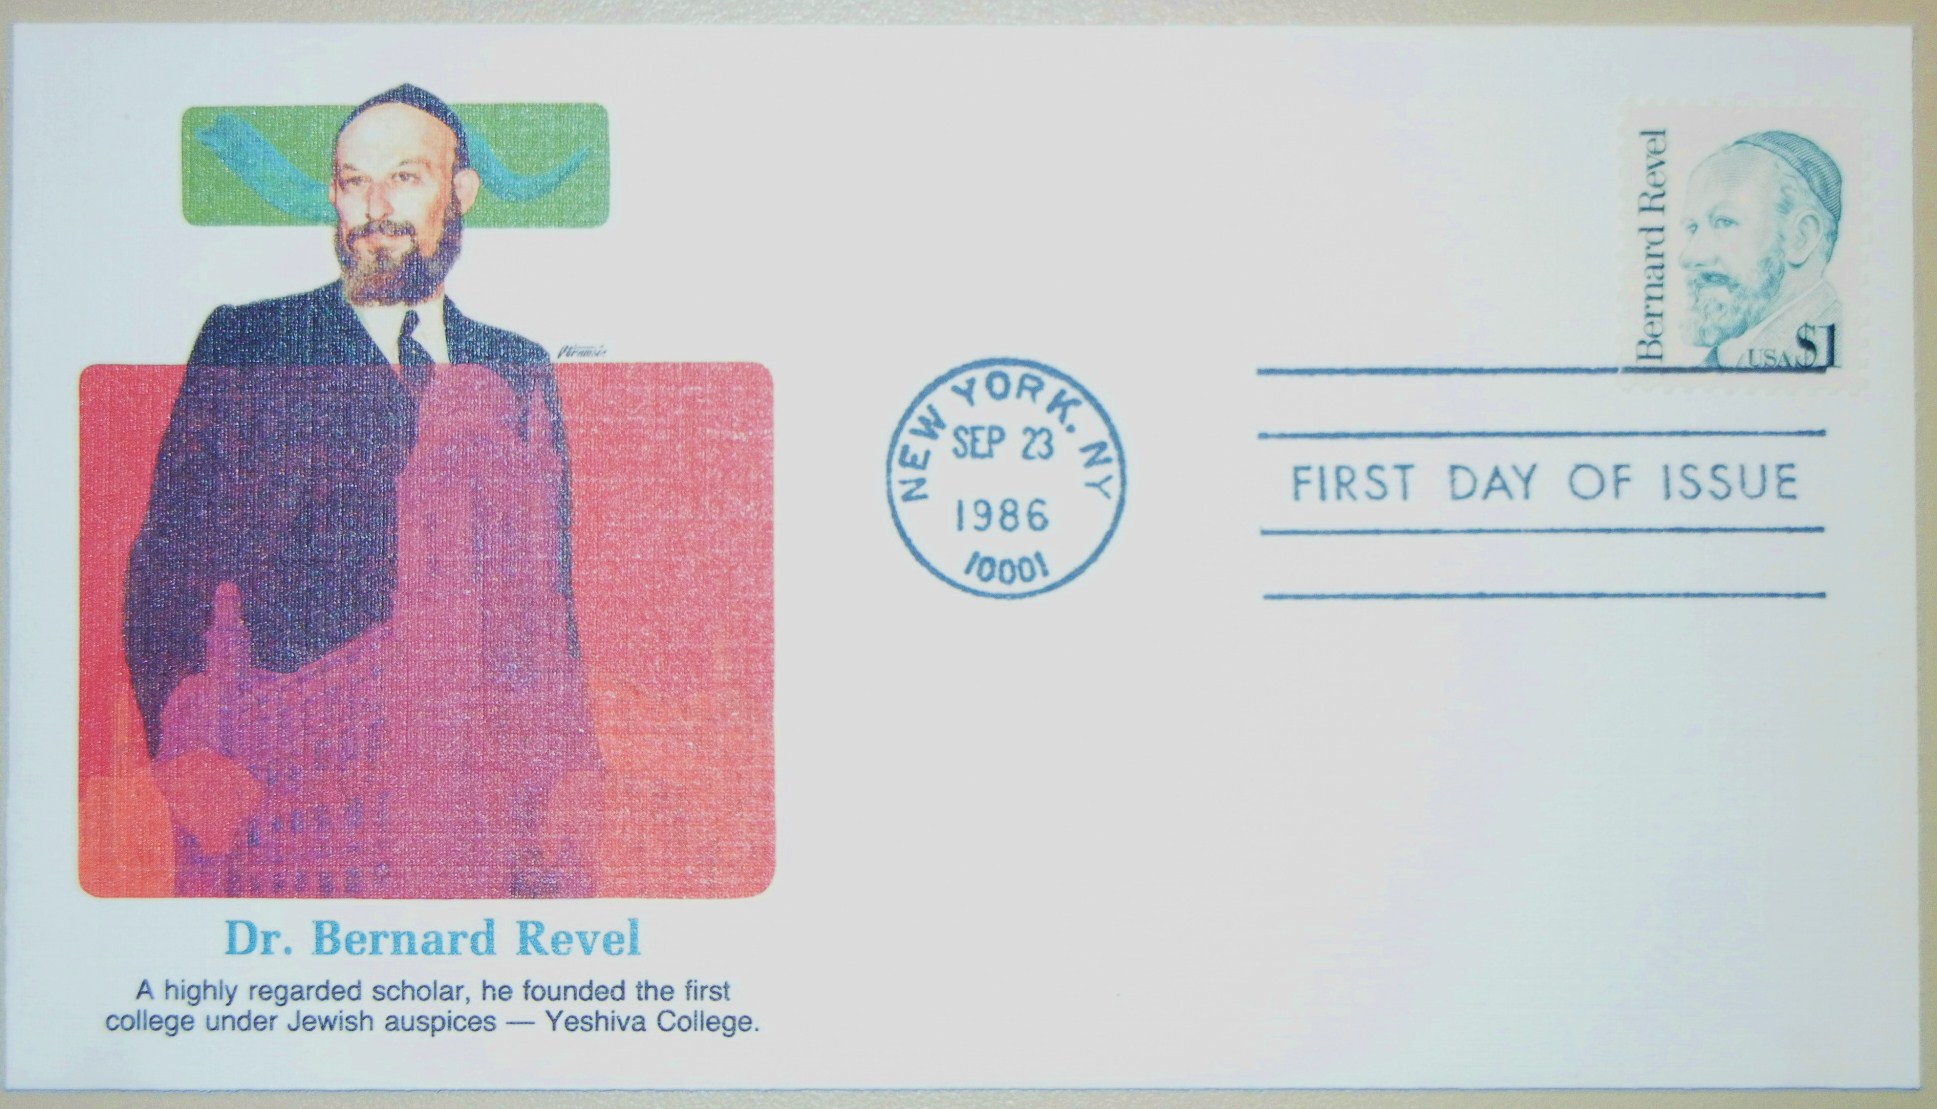 Bernard Revel
USA $1
NEW YORK, NY
SEP 23
1986
10001
FIRST DAY OF ISSUE
Dr. Bernard Revel
A highly regarded scholar, he founded the first
college under Jewish auspices — Yeshiva College.